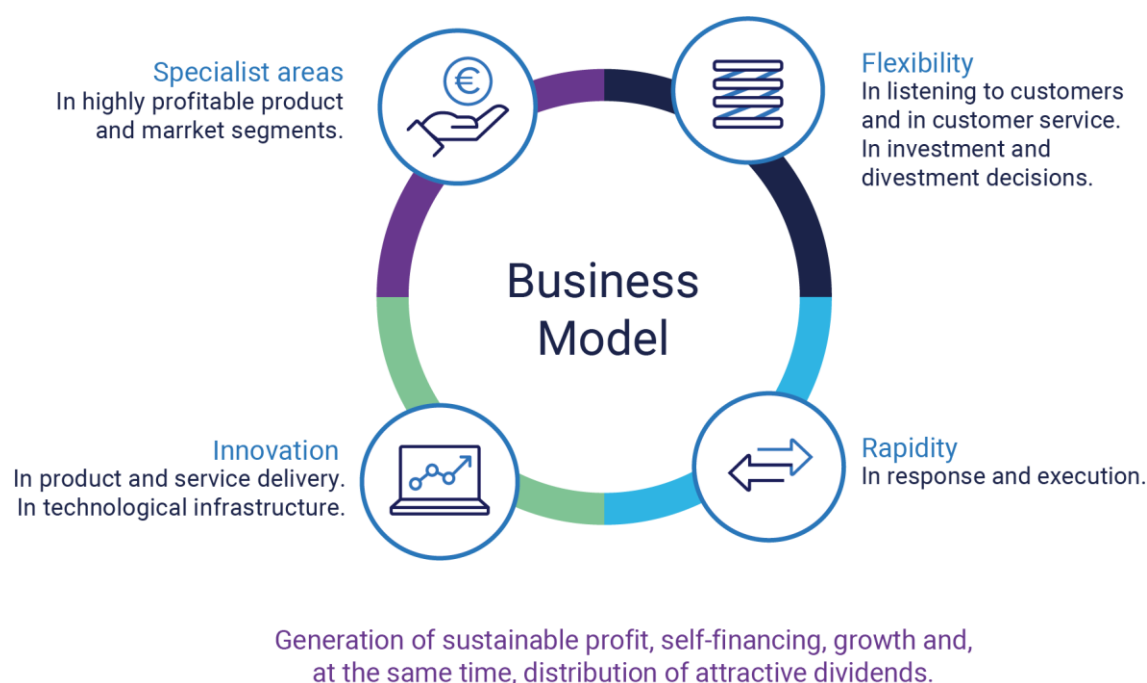 Specialist areas
In highly profitable product
and marrket segments.
Flexibility
In listening to customers
and in customer service.
In investment and
divestment decisions.
€
Business
Model
Innovation
In product and service delivery.
In technological infrastructure.
Rapidity
In response and execution.
Generation of sustainable profit, self-financing, growth and,
at the same time, distribution of attractive dividends.